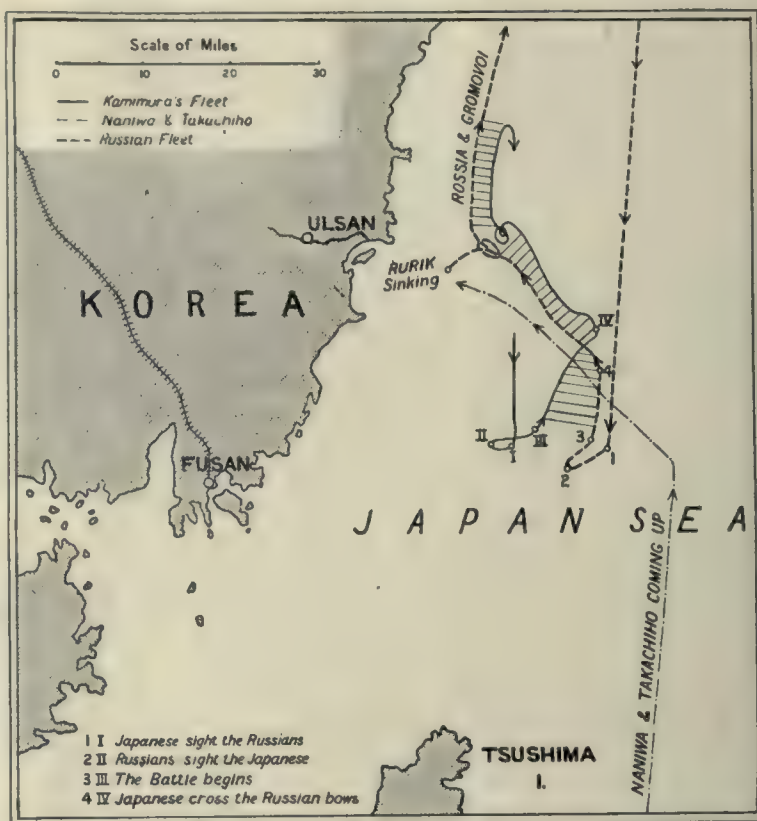 Scale of Miles
0 10 20 30
Kamimura's Fleet
Naniwa & Takachiho
Russian Fleet
ROSSIA & GROMOVOI
ULSAN
RURIK
Sinking
KOREA
IV
4
II
I
III
3
1
2
FUSAN
JAPAN SEA
NANIWA & TAKACHIHO COMING UP
1 I Japanese sight the Russians
2 II Russians sight the Japanese
3 III The Battle begins
4 IV Japanese cross the Russian bows
TSUSHIMA
I.